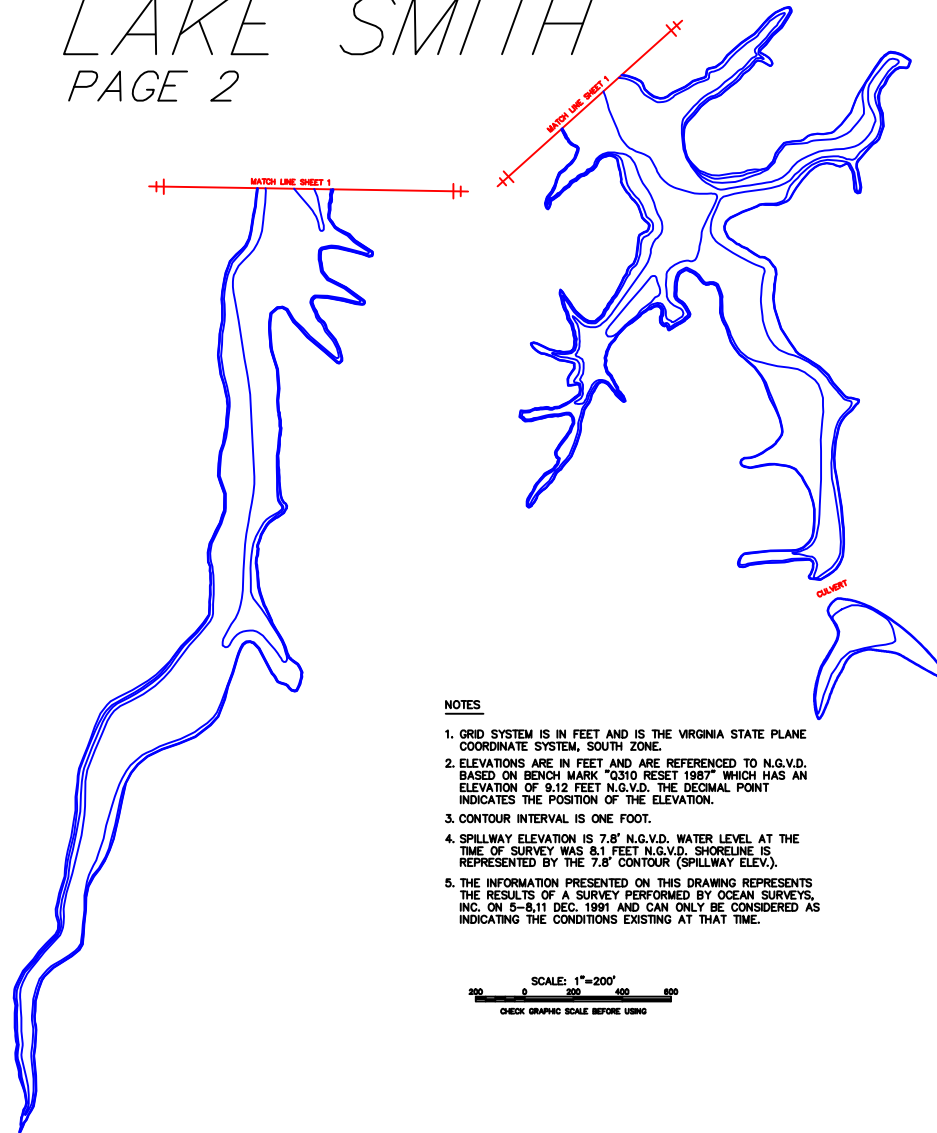 LAKE SMITH
PAGE 2
MATCH LINE SHEET 1
MATCH LINE SHEET 1
CULVERT
NOTES
1. GRID SYSTEM IS IN FEET AND IS THE VIRGINIA STATE PLANE
COORDINATE SYSTEM, SOUTH ZONE.
2. ELEVATIONS ARE IN FEET AND ARE REFERENCED TO N.G.V.D.
BASED ON BENCH MARK "Q310 RESET 1987" WHICH HAS AN
ELEVATION OF 9.12 FEET N.G.V.D. THE DECIMAL POINT
INDICATES THE POSITION OF THE ELEVATION.
3. CONTOUR INTERVAL IS ONE FOOT.
4. SPILLWAY ELEVATION IS 7.8' N.G.V.D. WATER LEVEL AT THE
TIME OF SURVEY WAS 8.1 FEET N.G.V.D. SHORELINE IS
REPRESENTED BY THE 7.8' CONTOUR (SPILLWAY ELEV.).
5. THE INFORMATION PRESENTED ON THIS DRAWING REPRESENTS
THE RESULTS OF A SURVEY PERFORMED BY OCEAN SURVEYS,
INC. ON 5-8,11 DEC. 1991 AND CAN ONLY BE CONSIDERED AS
INDICATING THE CONDITIONS EXISTING AT THAT TIME.
SCALE: 1"=200'
200 0 200 400 600
CHECK GRAPHIC SCALE BEFORE USING